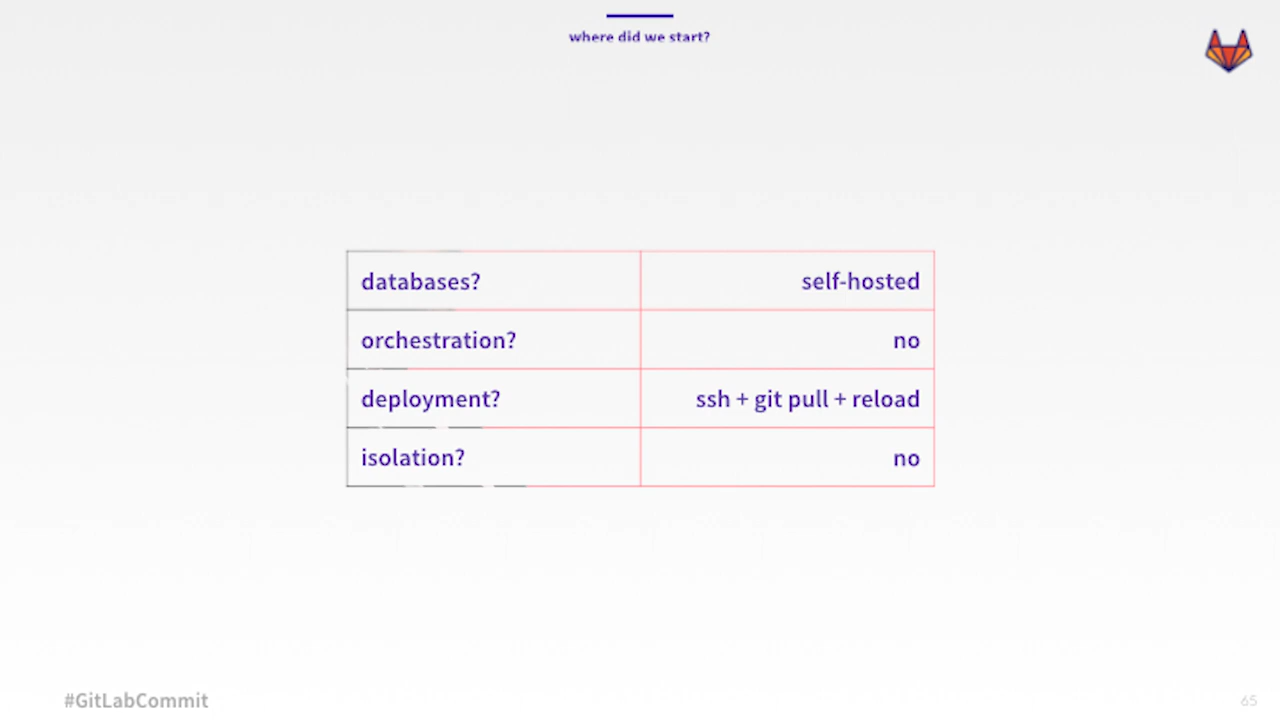 where did we start?
databases? self-hosted
orchestration? no
deployment? ssh + git pull + reload
isolation? no
#GitLabCommit
65